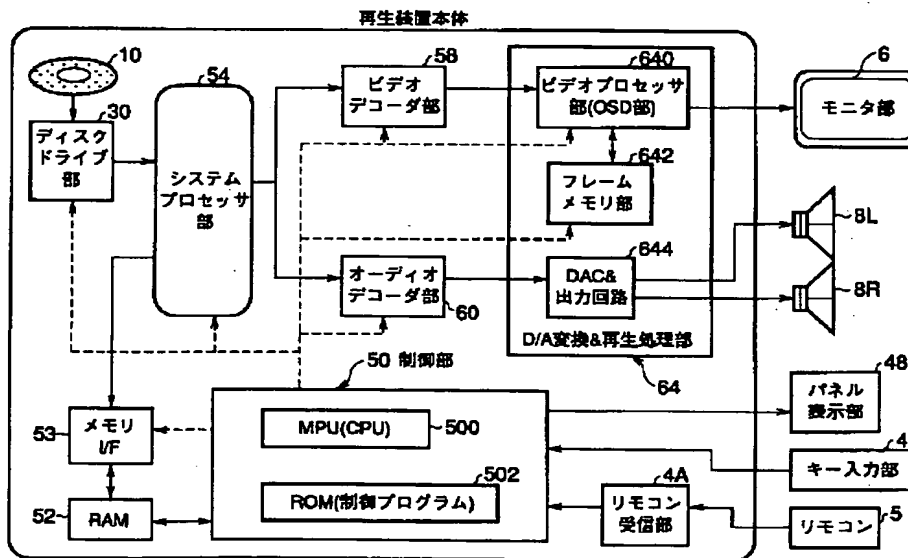 再生装置本体
10
54
58
640
6
ビデオ
デコーダ部
ビデオプロセッサ
部(OSD部)
モニタ部
30
ディスク
ドライブ
部
システム
プロセッサ
部
642
フレーム
メモリ部
8L
644
オーディオ
デコーダ部
60
DAC&
出力回路
8R
D/A変換&再生処理部
64
50 制御部
48
パネル
表示部
53
メモリ
I/F
MPU(CPU)
500
4
キー入力部
502
ROM(制御プログラム)
4A
リモコン
受信部
リモコン
5
52
RAM